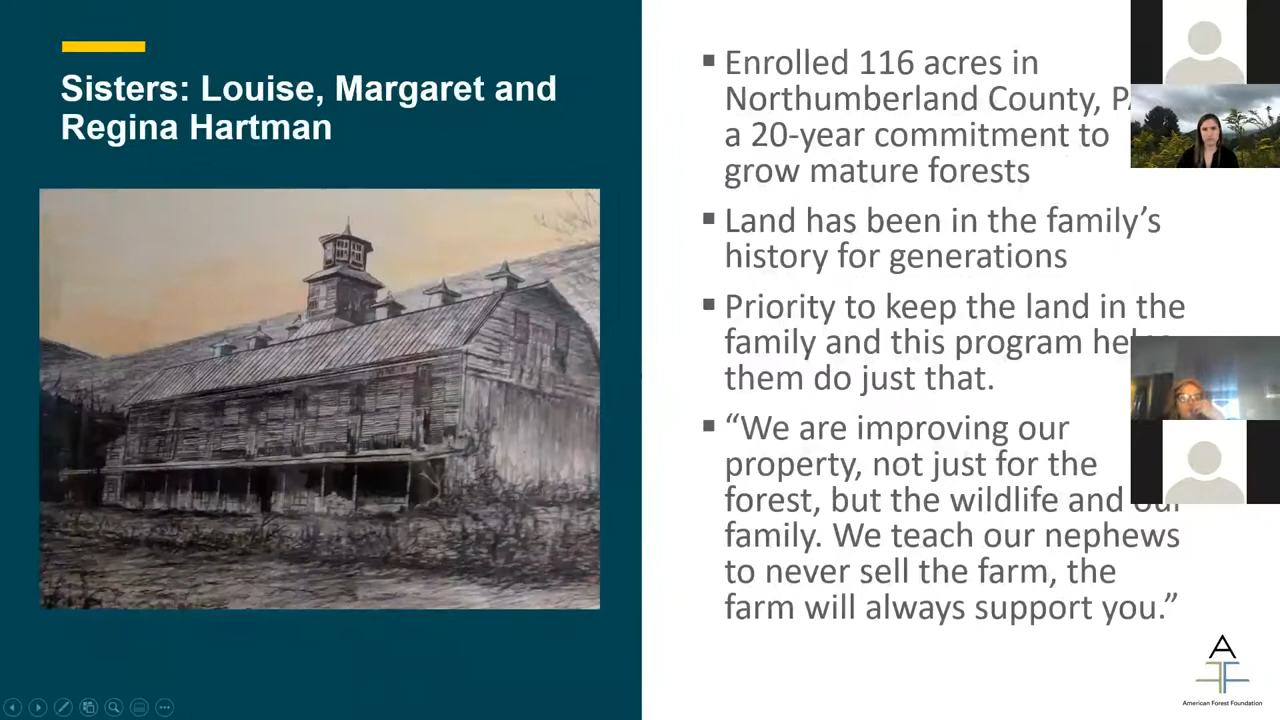 Sisters: Louise, Margaret and
Regina Hartman
▪ Enrolled 116 acres in
Northumberland County,
a 20-year commitment to
grow mature forests
▪ Land has been in the family’s
history for generations
▪ Priority to keep the land in the
family and this program
them do just that.
▪ “We are improving our
property, not just for the
forest, but the wildlife and our
family. We teach our nephews
to never sell the farm, the
farm will always support you.”
American Forest Foundation